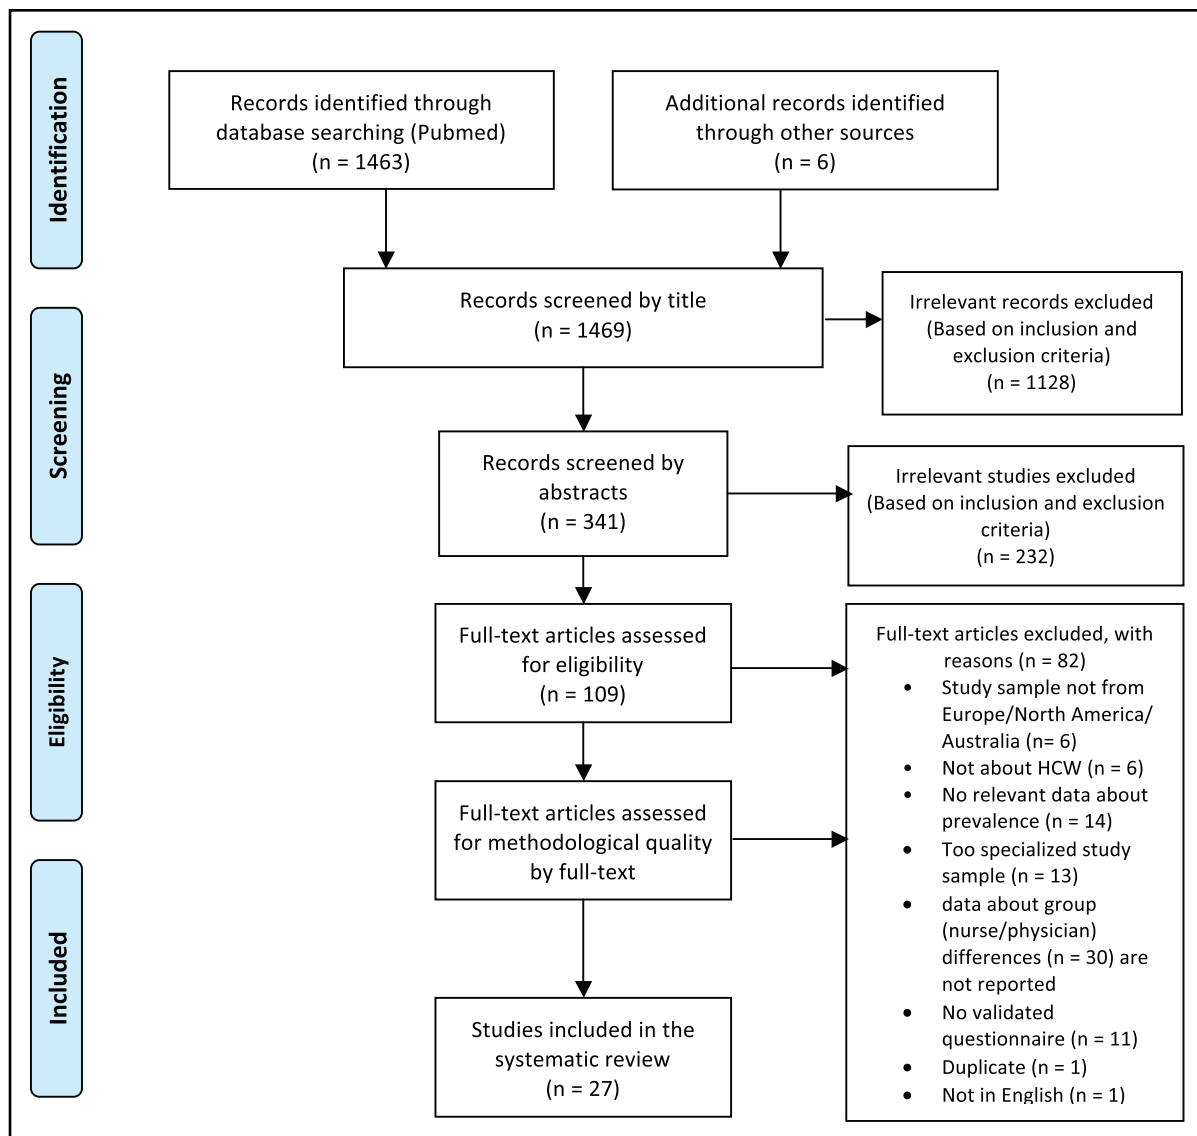 Identification
Records identified through
database searching (Pubmed)
(n = 1463)
Additional records identified
through other sources
(n = 6)
Screening
Records screened by title
(n = 1469)
Irrelevant records excluded
(Based on inclusion and
exclusion criteria)
(n = 1128)
Records screened by
abstracts
(n = 341)
Irrelevant studies excluded
(Based on inclusion and exclusion
criteria)
(n = 232)
Eligibility
Full-text articles assessed
for eligibility
(n = 109)
Full-text articles excluded, with
reasons (n = 82)
• Study sample not from
Europe/North America/
Australia (n= 6)
• Not about HCW (n = 6)
• No relevant data about
prevalence (n = 14)
• Too specialized study
sample (n = 13)
• data about group
(nurse/physician)
differences (n = 30) are
not reported
• No validated
questionnaire (n = 11)
• Duplicate (n = 1)
• Not in English (n = 1)
Full-text articles assessed
for methodological quality
by full-text
Included
Studies included in the
systematic review
(n = 27)